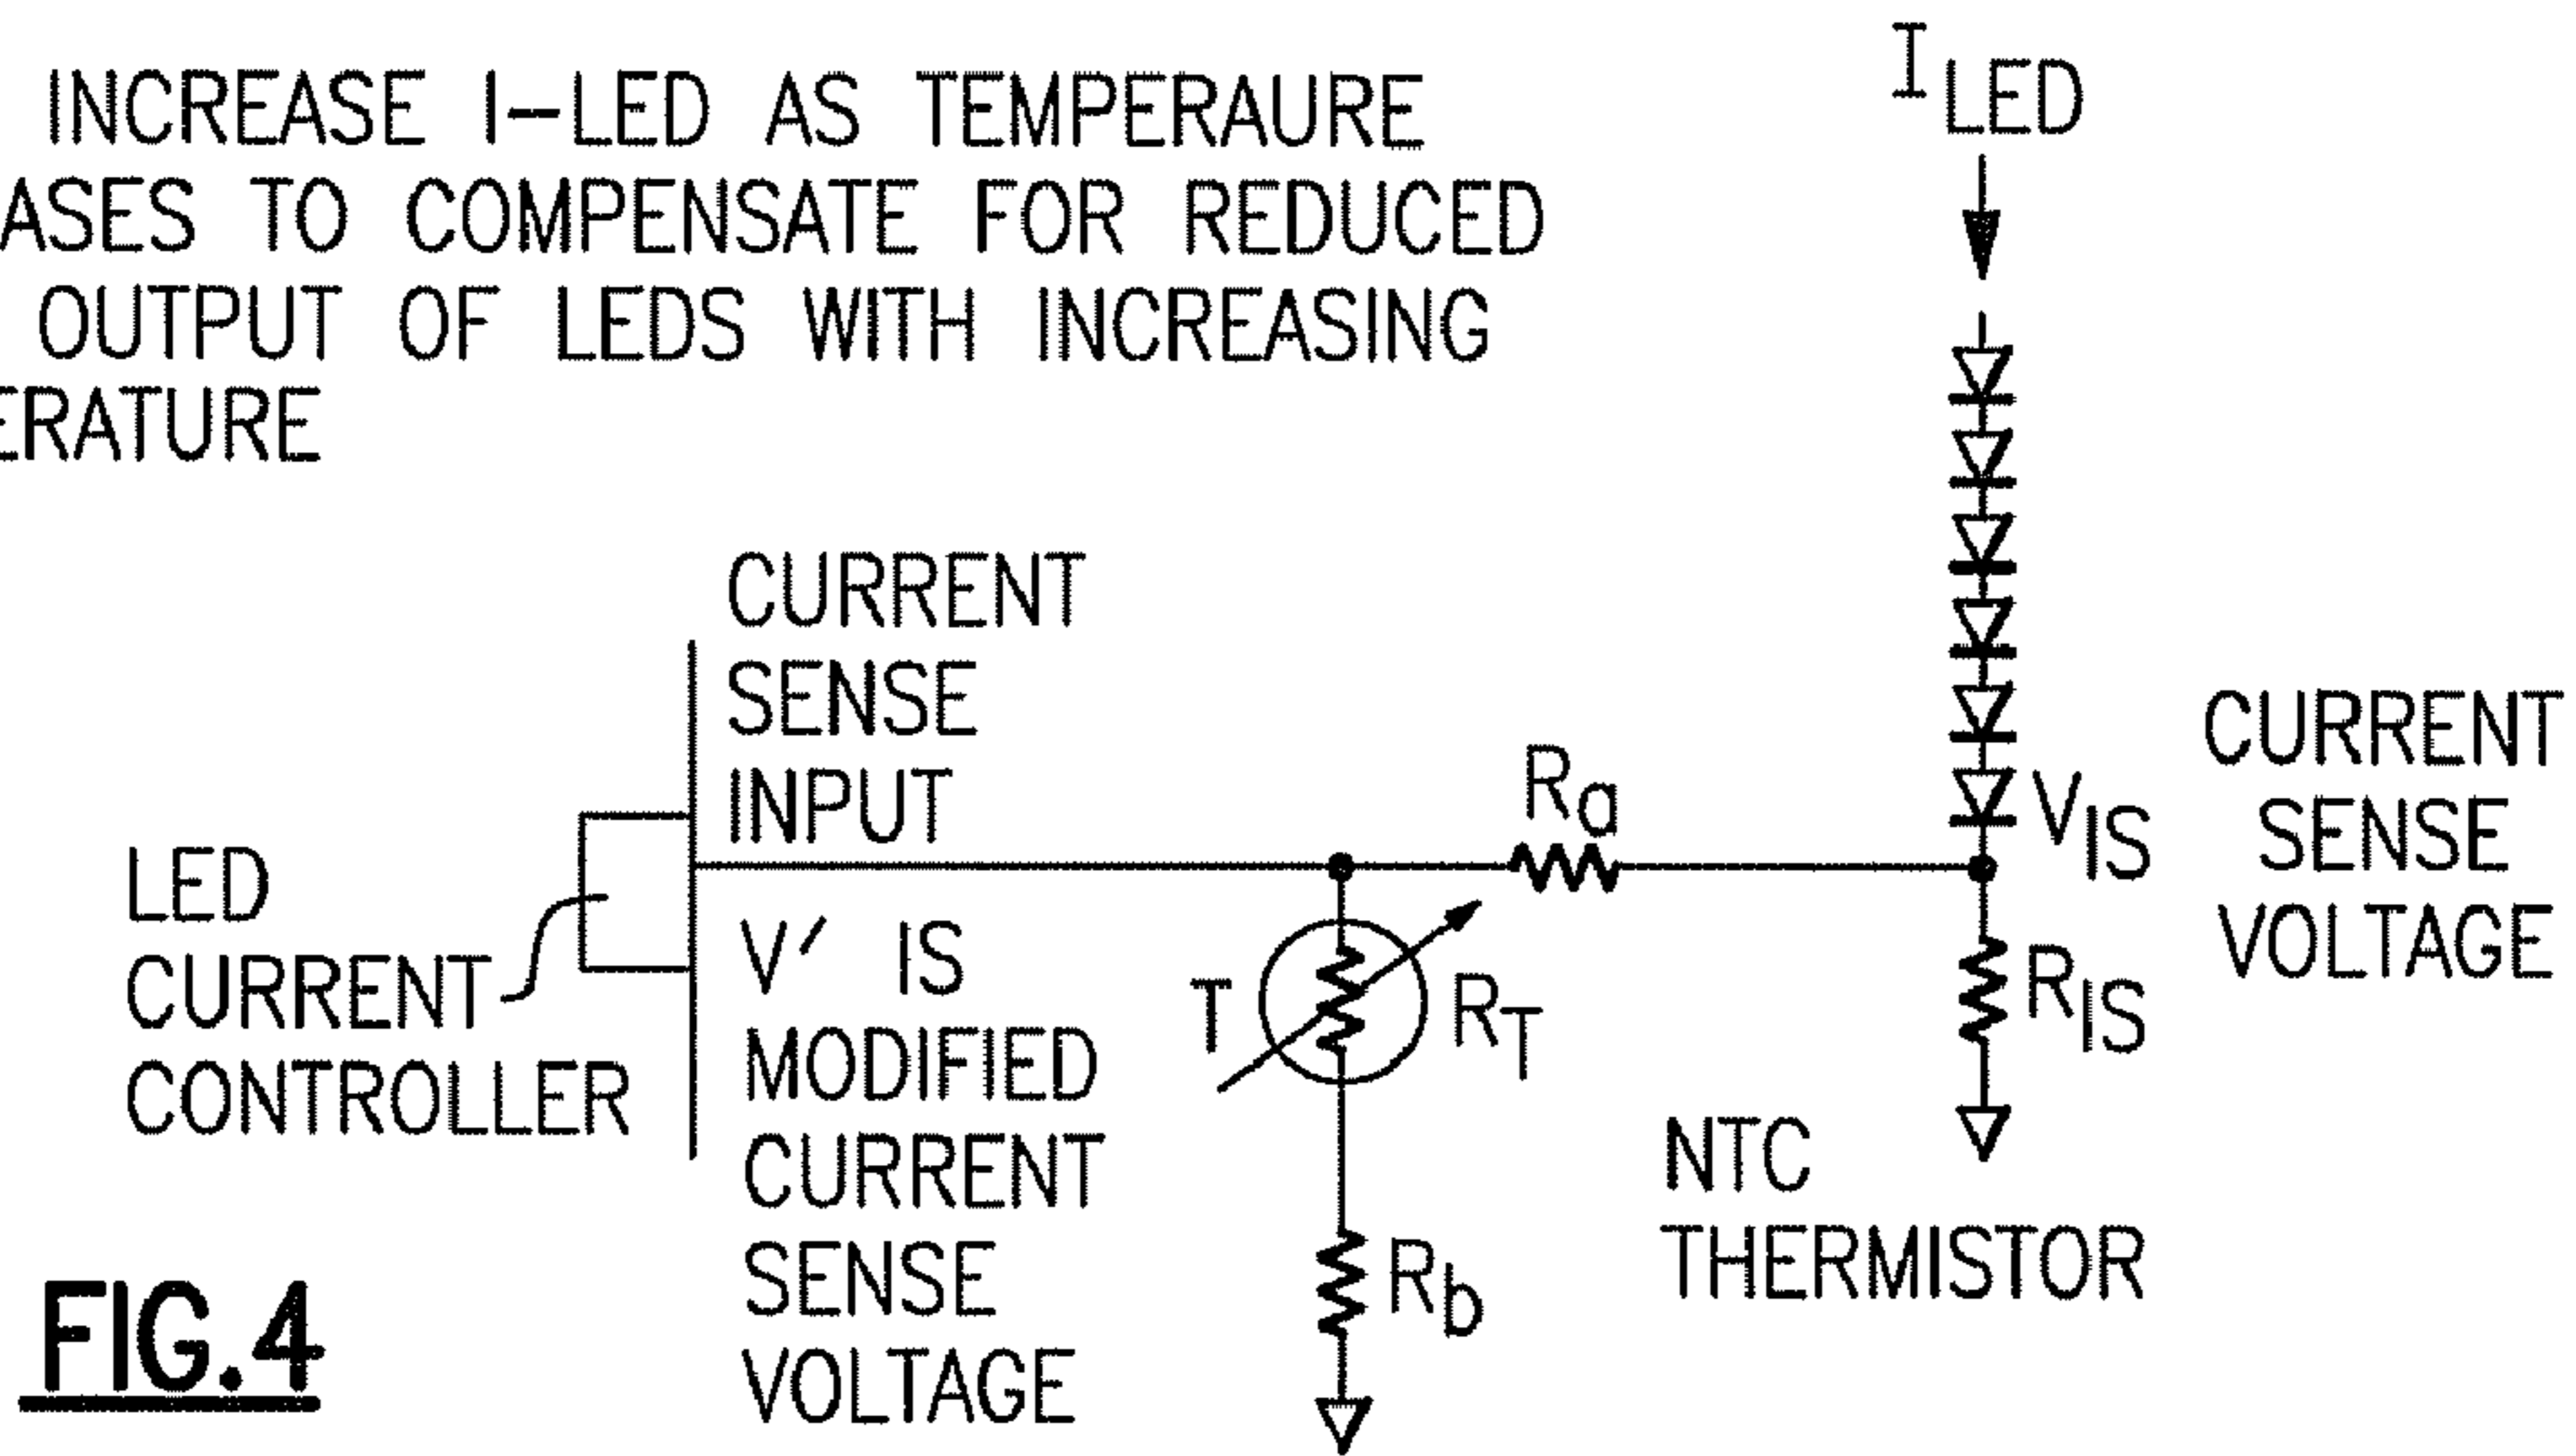 INCREASE I-LED AS TEMPERAURE
ASES TO COMPENSATE FOR REDUCED
OUTPUT OF LEDS WITH INCREASING
ERATURE
I LED
CURRENT
SENSE
INPUT
LED
CURRENT
CONTROLLER
V' IS
MODIFIED
CURRENT
SENSE
VOLTAGE
Ra
T
RT
Rb
NTC
THERMISTOR
VIS
RIS
CURRENT
SENSE
VOLTAGE
FIG.4